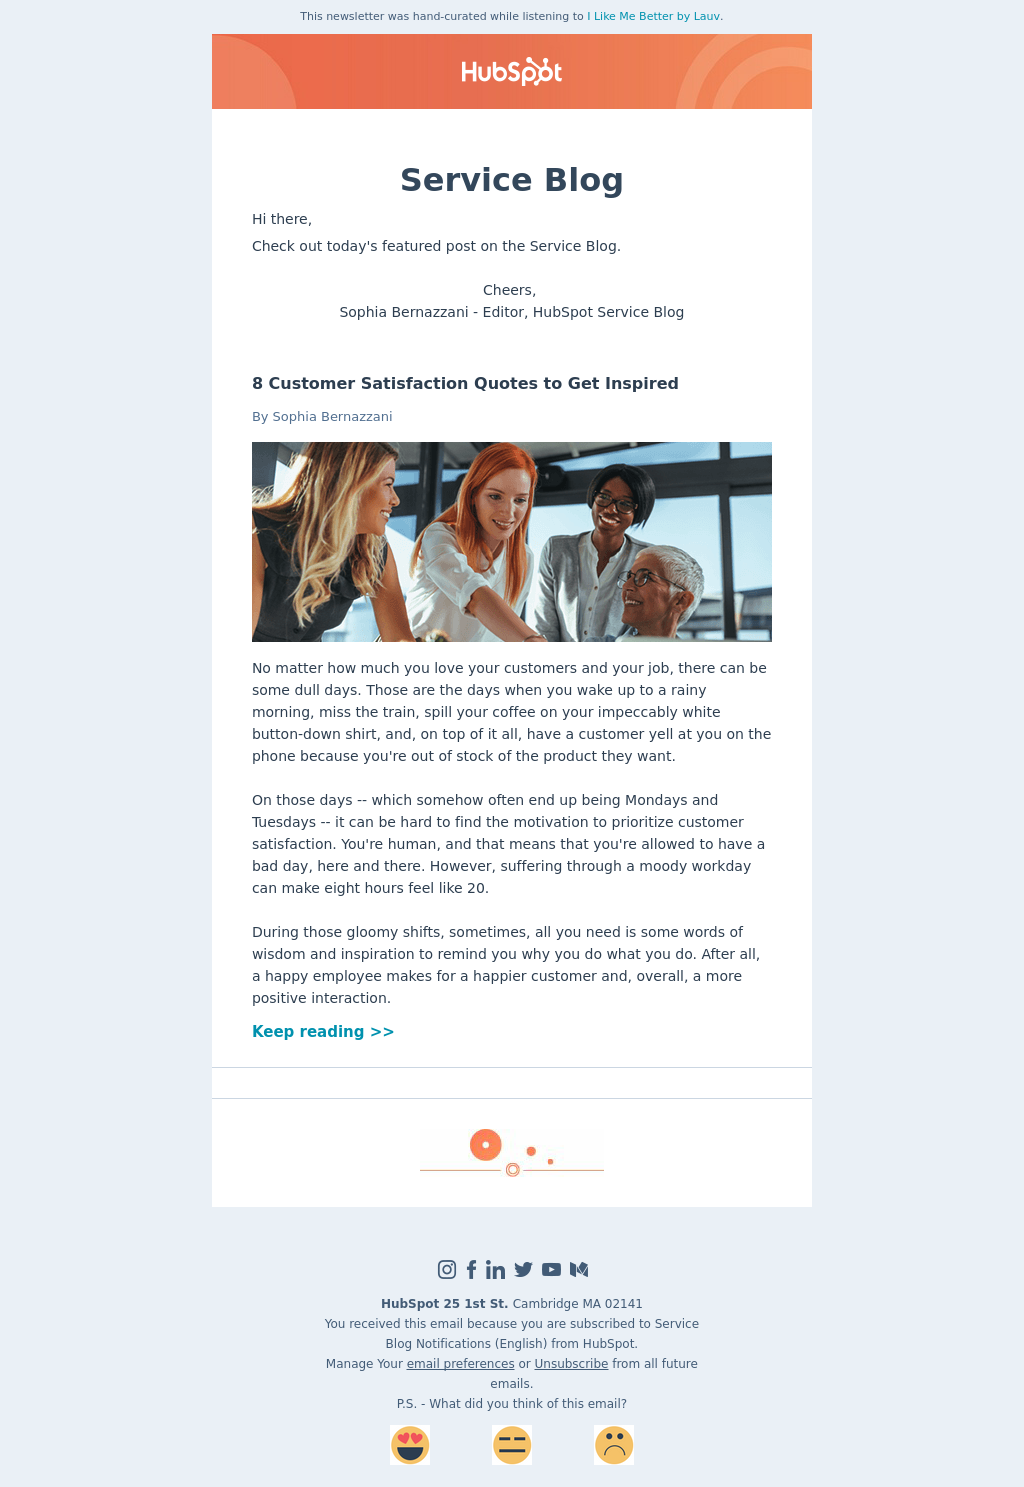 This newsletter was hand-curated while listening to I Like Me Better by Lauv.
HubSpot
Service Blog
Hi there,
Check out today's featured post on the Service Blog.
Cheers,
Sophia Bernazzani - Editor, HubSpot Service Blog
8 Customer Satisfaction Quotes to Get Inspired
By Sophia Bernazzani
No matter how much you love your customers and your job, there can be
some dull days. Those are the days when you wake up to a rainy
morning, miss the train, spill your coffee on your impeccably white
button-down shirt, and, on top of it all, have a customer yell at you on the
phone because you're out of stock of the product they want.
On those days -- which somehow often end up being Mondays and
Tuesdays -- it can be hard to find the motivation to prioritize customer
satisfaction. You're human, and that means that you're allowed to have a
bad day, here and there. However, suffering through a moody workday
can make eight hours feel like 20.
During those gloomy shifts, sometimes, all you need is some words of
wisdom and inspiration to remind you why you do what you do. After all,
a happy employee makes for a happier customer and, overall, a more
positive interaction.
Keep reading >>
HubSpot 25 1st St. Cambridge MA 02141
You received this email because you are subscribed to Service
Blog Notifications (English) from HubSpot.
Manage Your email preferences or Unsubscribe from all future
emails.
P.S. - What did you think of this email?